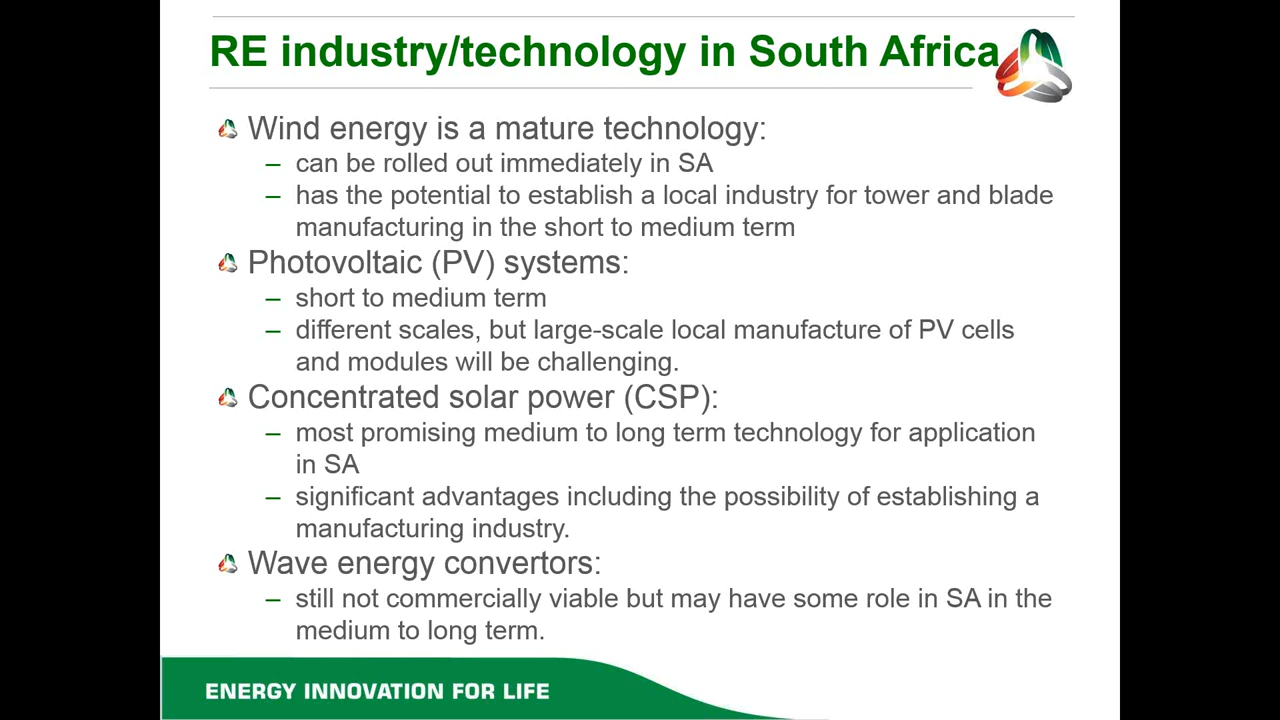 RE industry/technology in South Africa
Wind energy is a mature technology:
– can be rolled out immediately in SA
– has the potential to establish a local industry for tower and blade
manufacturing in the short to medium term
Photovoltaic (PV) systems:
– short to medium term
– different scales, but large-scale local manufacture of PV cells
and modules will be challenging.
Concentrated solar power (CSP):
– most promising medium to long term technology for application
in SA
– significant advantages including the possibility of establishing a
manufacturing industry.
Wave energy convertors:
– still not commercially viable but may have some role in SA in the
medium to long term.
ENERGY INNOVATION FOR LIFE